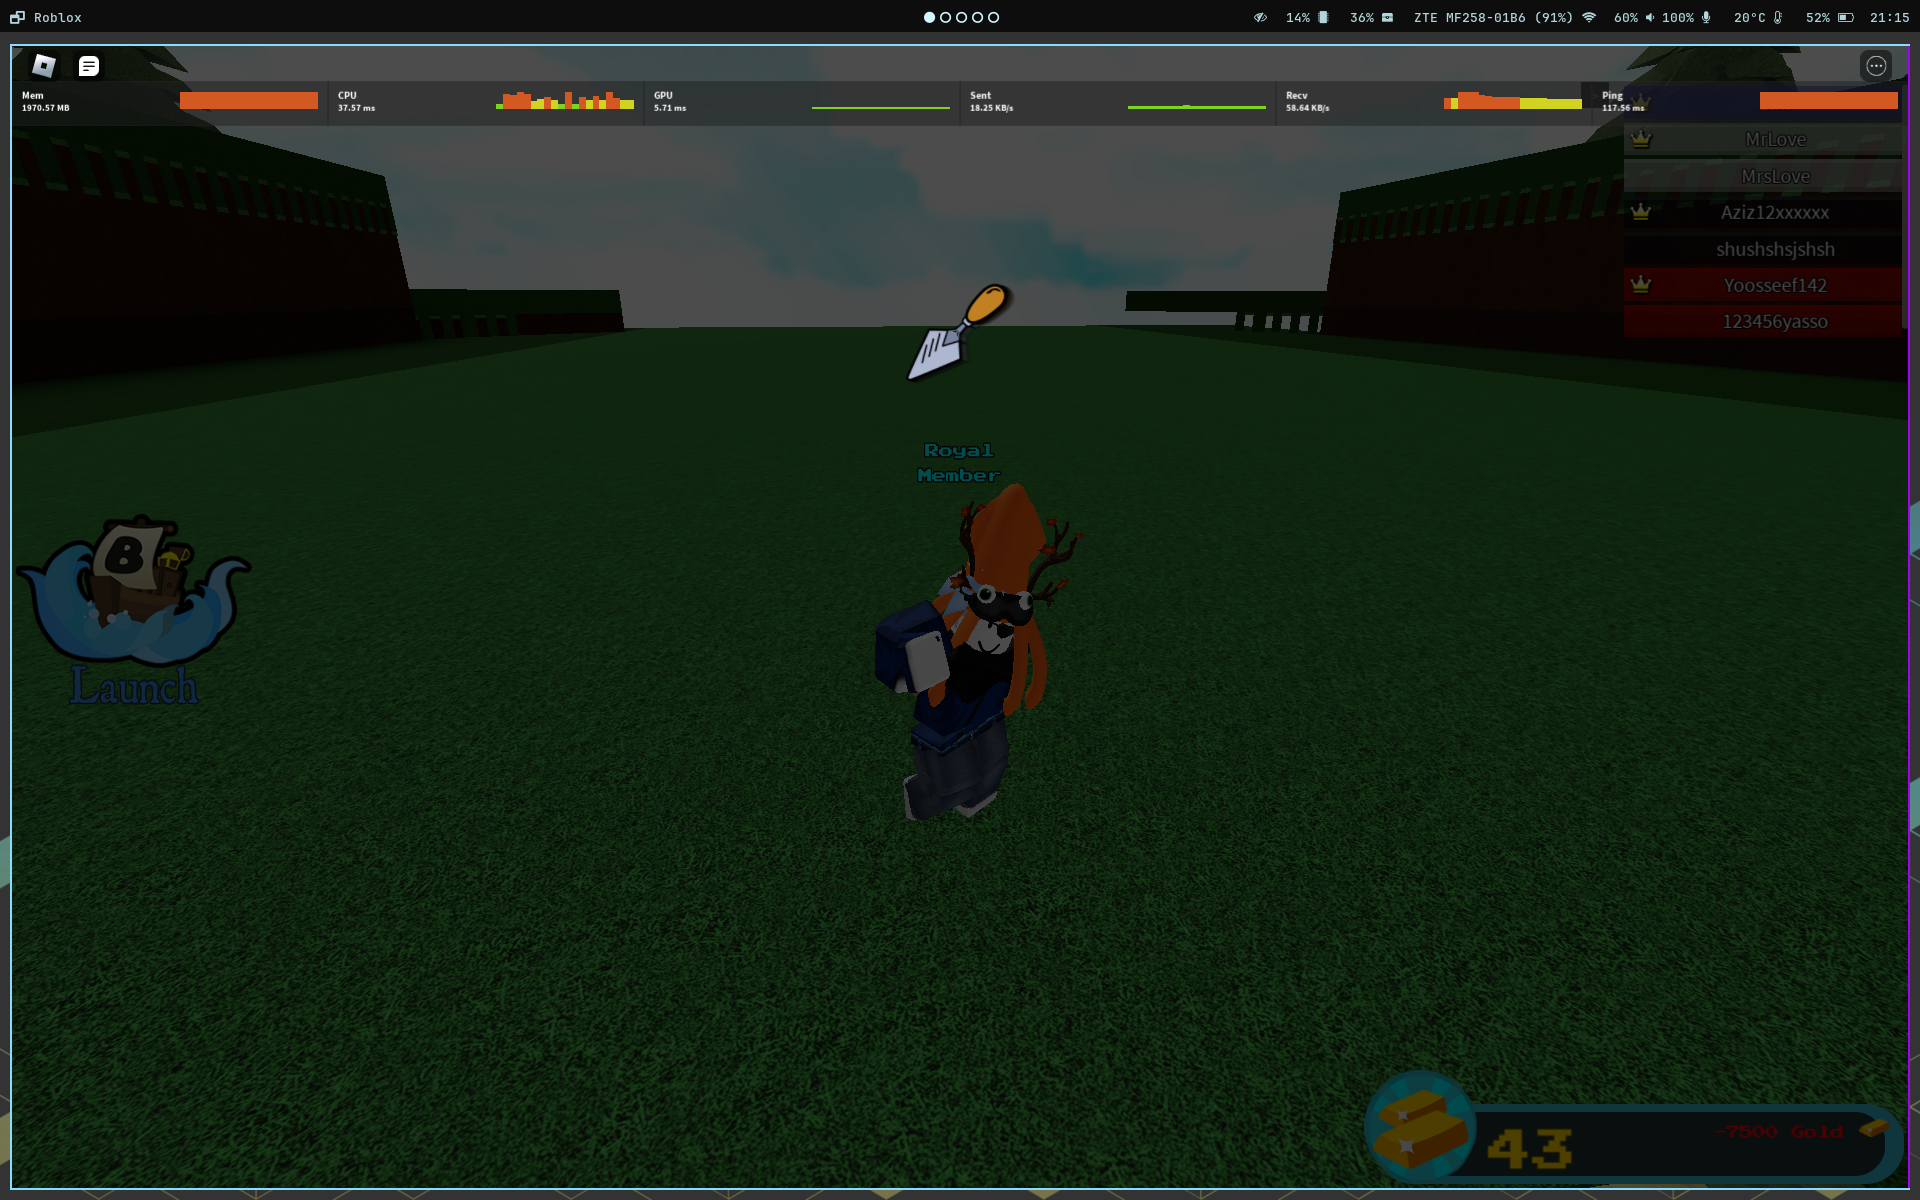 Roblox
14% 36% ZTE MF258-01B6 (91%) 60% 100% 20°C 52% 21:15
Mem
1970.57 MB
CPU
37.57 ms
GPU
5.71 ms
Sent
18.25 KB/s
Recv
58.64 KB/s
Ping
117.56 ms
MrLove
MrsLove
Aziz12xxxxxx
shushshsjshsh
Yoosseef142
123456yasso
Royal
Member
B
Launch
43
-7500 Gold